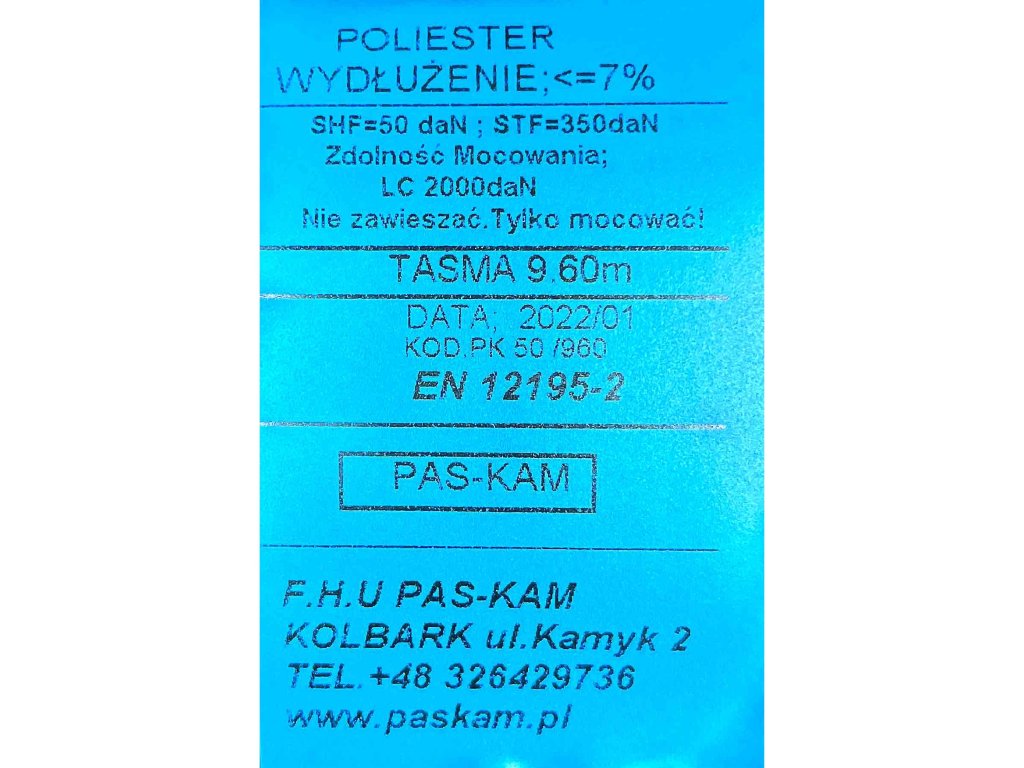 POLIESTER
WYDŁUŻENIE;<=7%
SHF=50 daN ; STF=350daN
Zdolność Mocowania;
LC 2000daN
Nie zawieszać.Tylko mocować!
TASMA 9.60m
DATA; 2022/01
KOD.PK 50 /960
EN 12195-2
PAS-KAM
F.H.U PAS-KAM
KOLBARK ul.Kamyk 2
TEL.+48 326429736
www.paskam.pl